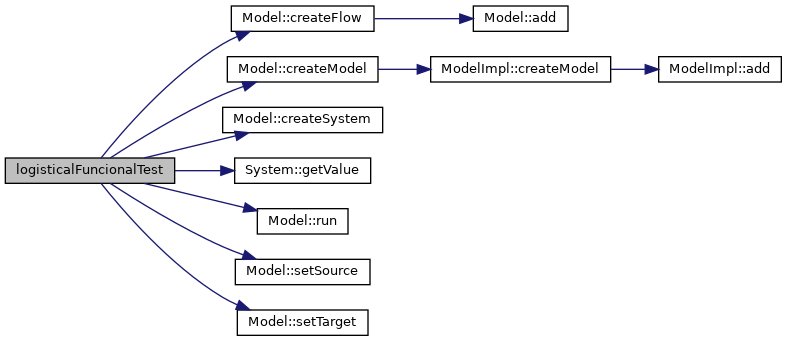 Model::createFlow
Model::add
Model::createModel
ModelImpl::createModel
ModelImpl::add
Model::createSystem
logisticalFuncionalTest
System::getValue
Model::run
Model::setSource
Model::setTarget